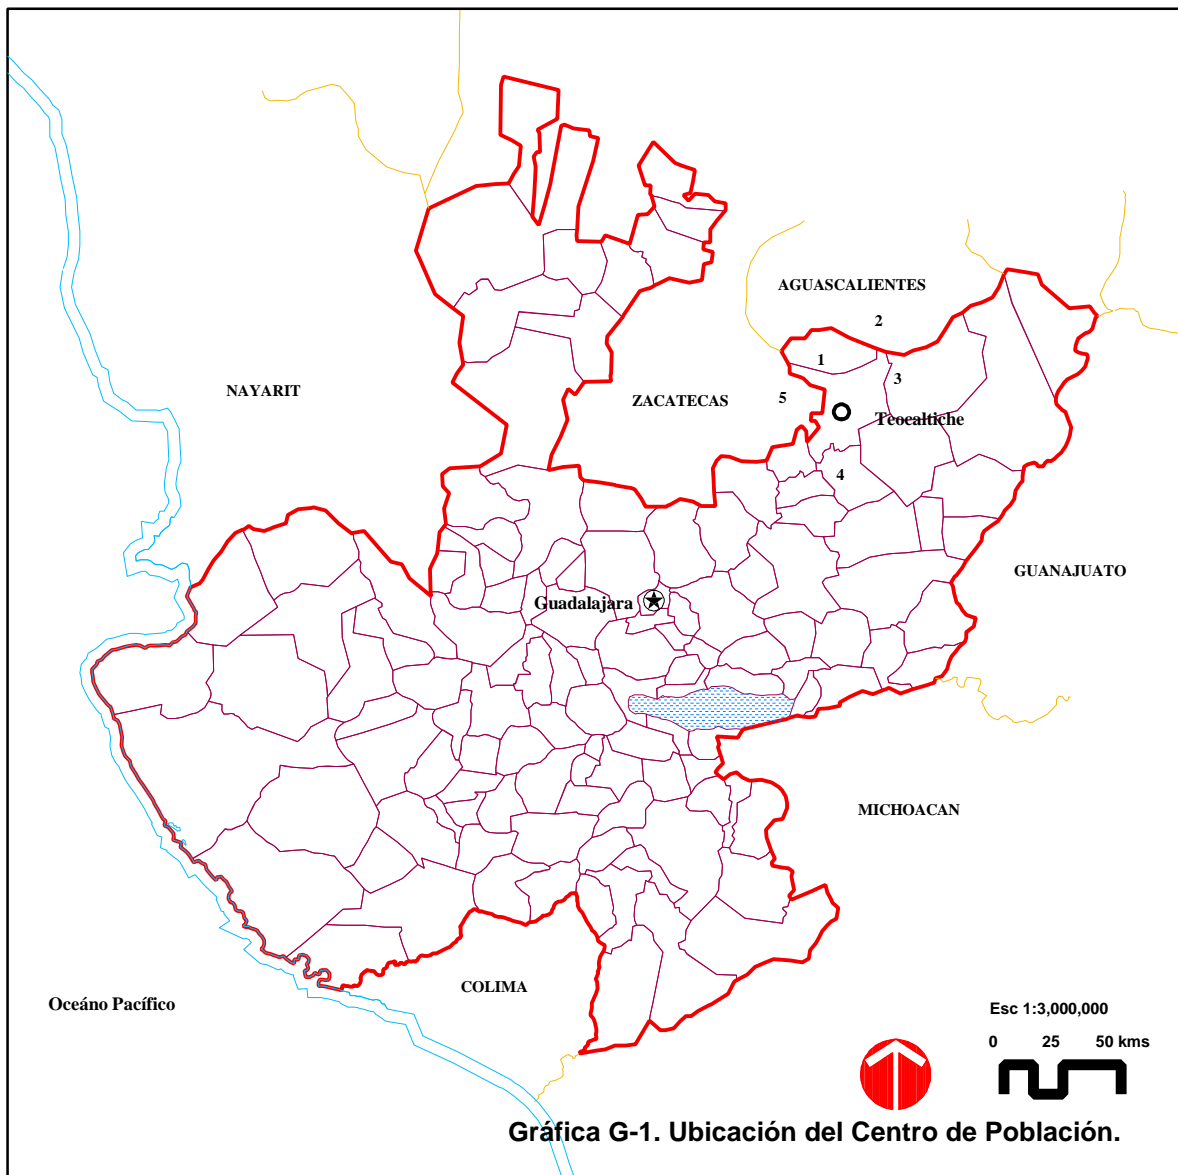 AGUASCALIENTES
2
1
3
NAYARIT
ZACATECAS
5
Teocaltiche
4
GUANAJUATO
Guadalajara
MICHOACAN
COLIMA
Oceáno Pacífico
Esc 1:3,000,000
0 25 50 kms
Gráfica G-1. Ubicación del Centro de Población.